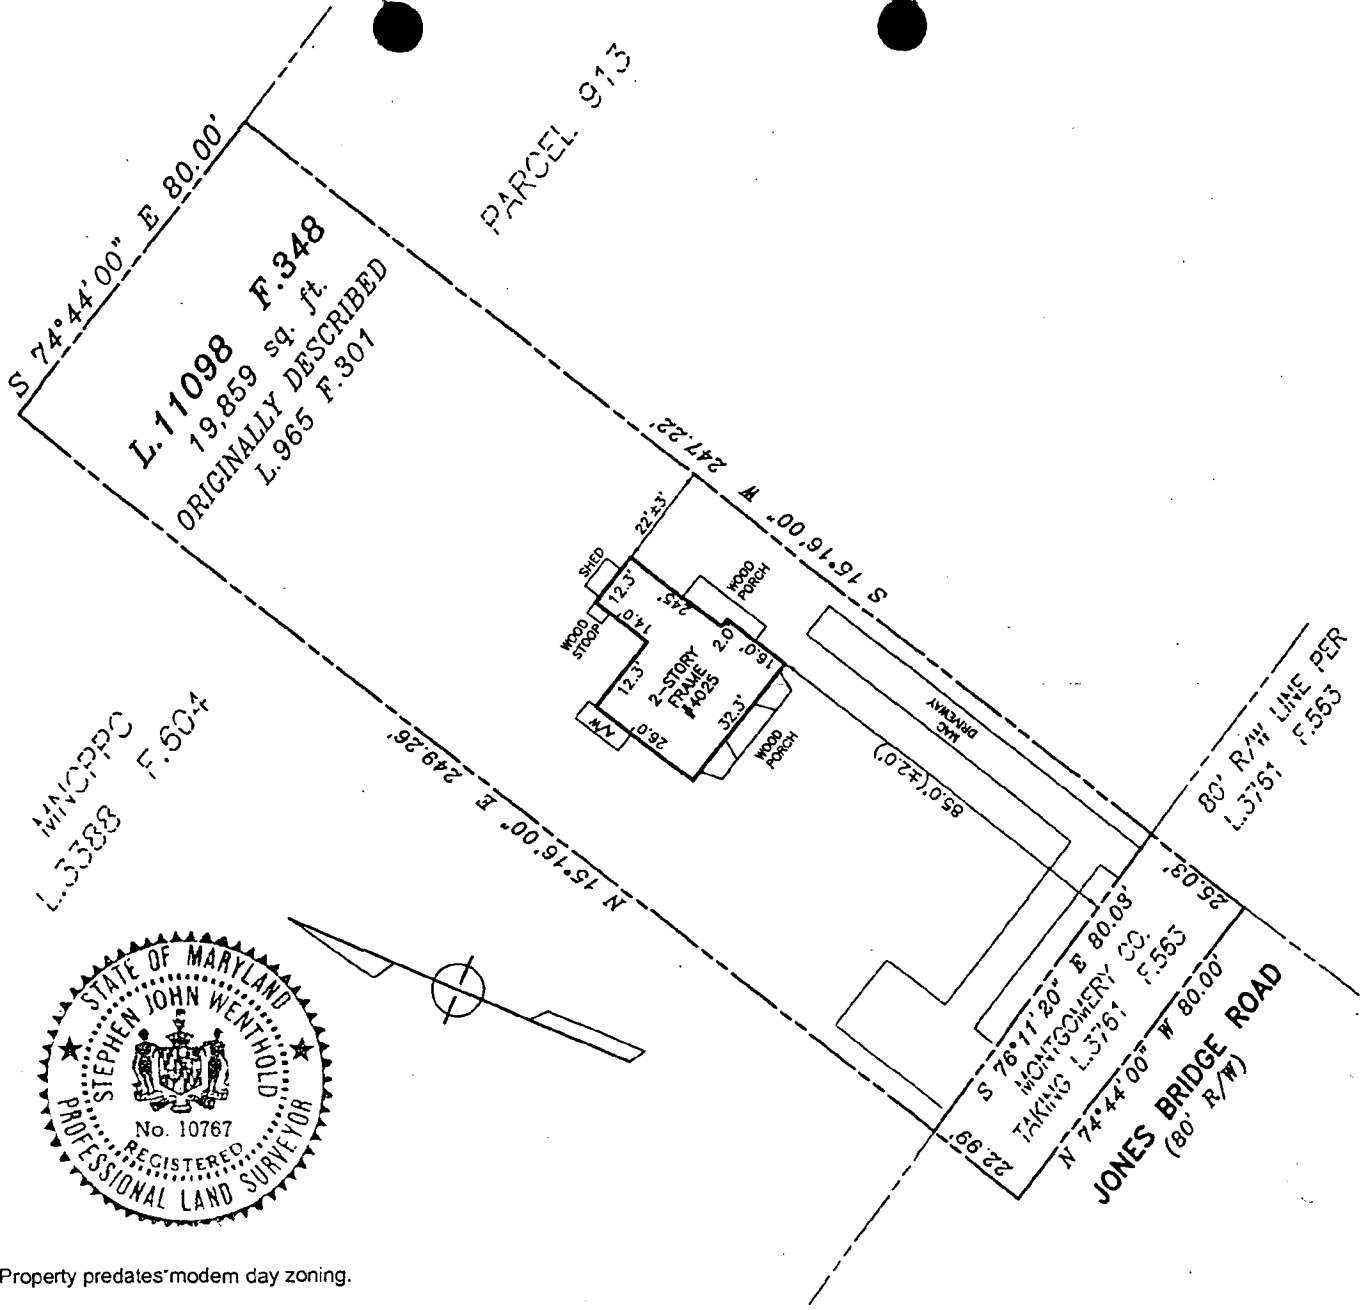 PARCEL 913
S 74°44'00" E 80.00'
L.11098 F.348
19,859 sq. ft.
ORIGINALLY DESCRIBED
L.965 F.301
247.22'
S 15°16'00" W
22'±3'
SHED
12.3'
24.5'
WOOD
PORCH
WOOD
STOOP
14.0'
2.0'
16.0'
12.3'
2-STORY
FRAME
#4025
32.3'
A/W
26.0'
WOOD
PORCH
MAC
DRIVEWAY
85.0'(±2.0')
80' R/W LINE PER
L.3761 F.563
MNCPPC
L.3388 F.604
249.26'
N 15°16'00" E
25.03'
S 76°11'20" E 80.03'
MONTGOMERY CO.
TAKING L.3761 F.563
N 74°44'00" W 80.00'
22.99'
JONES BRIDGE ROAD
(80' R/W)
STATE OF MARYLAND
STEPHEN JOHN WENTHOLD
No. 10767
REGISTERED
PROFESSIONAL LAND SURVEYOR
Property predates modern day zoning.